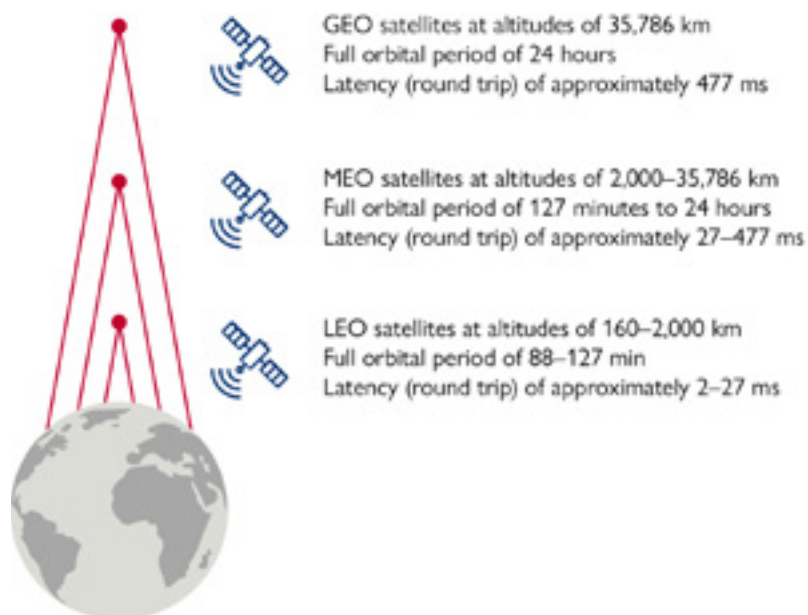 GEO satellites at altitudes of 35,786 km
Full orbital period of 24 hours
Latency (round trip) of approximately 477 ms
MEO satellites at altitudes of 2,000–35,786 km
Full orbital period of 127 minutes to 24 hours
Latency (round trip) of approximately 27–477 ms
LEO satellites at altitudes of 160–2,000 km
Full orbital period of 88–127 min
Latency (round trip) of approximately 2–27 ms